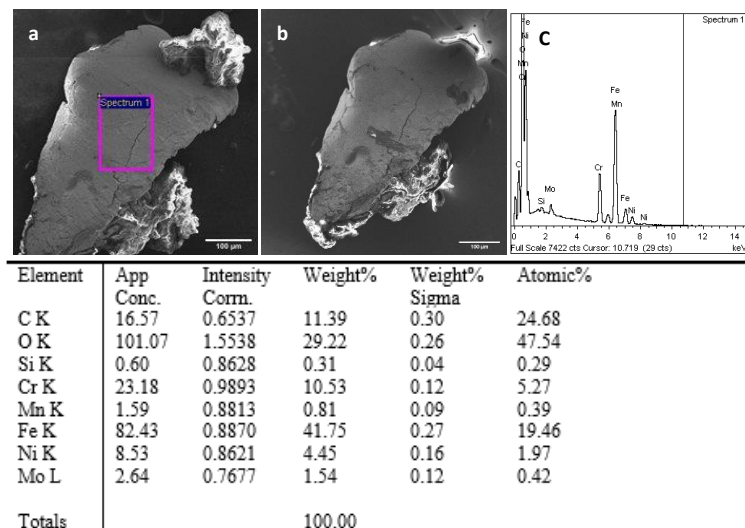 a
Spectrum 1
100 µm
b
100 µm
C
Spectrum 1
Fe
Ni
O
Mn
C
Si
Mo
Cr
Fe
Mn
Fe
Ni
Ni
0 2 4 6 8 10 12 14
Full Scale 7422 cts Cursor: 10.719 (29 cts) keV
Element App Conc. Intensity Corrn. Weight% Weight% Sigma Atomic%
C K 16.57 0.6537 11.39 0.30 24.68
O K 101.07 1.5538 29.22 0.26 47.54
Si K 0.60 0.8628 0.31 0.04 0.29
Cr K 23.18 0.9893 10.53 0.12 5.27
Mn K 1.59 0.8813 0.81 0.09 0.39
Fe K 82.43 0.8870 41.75 0.27 19.46
Ni K 8.53 0.8621 4.45 0.16 1.97
Mo L 2.64 0.7677 1.54 0.12 0.42
Totals 100.00